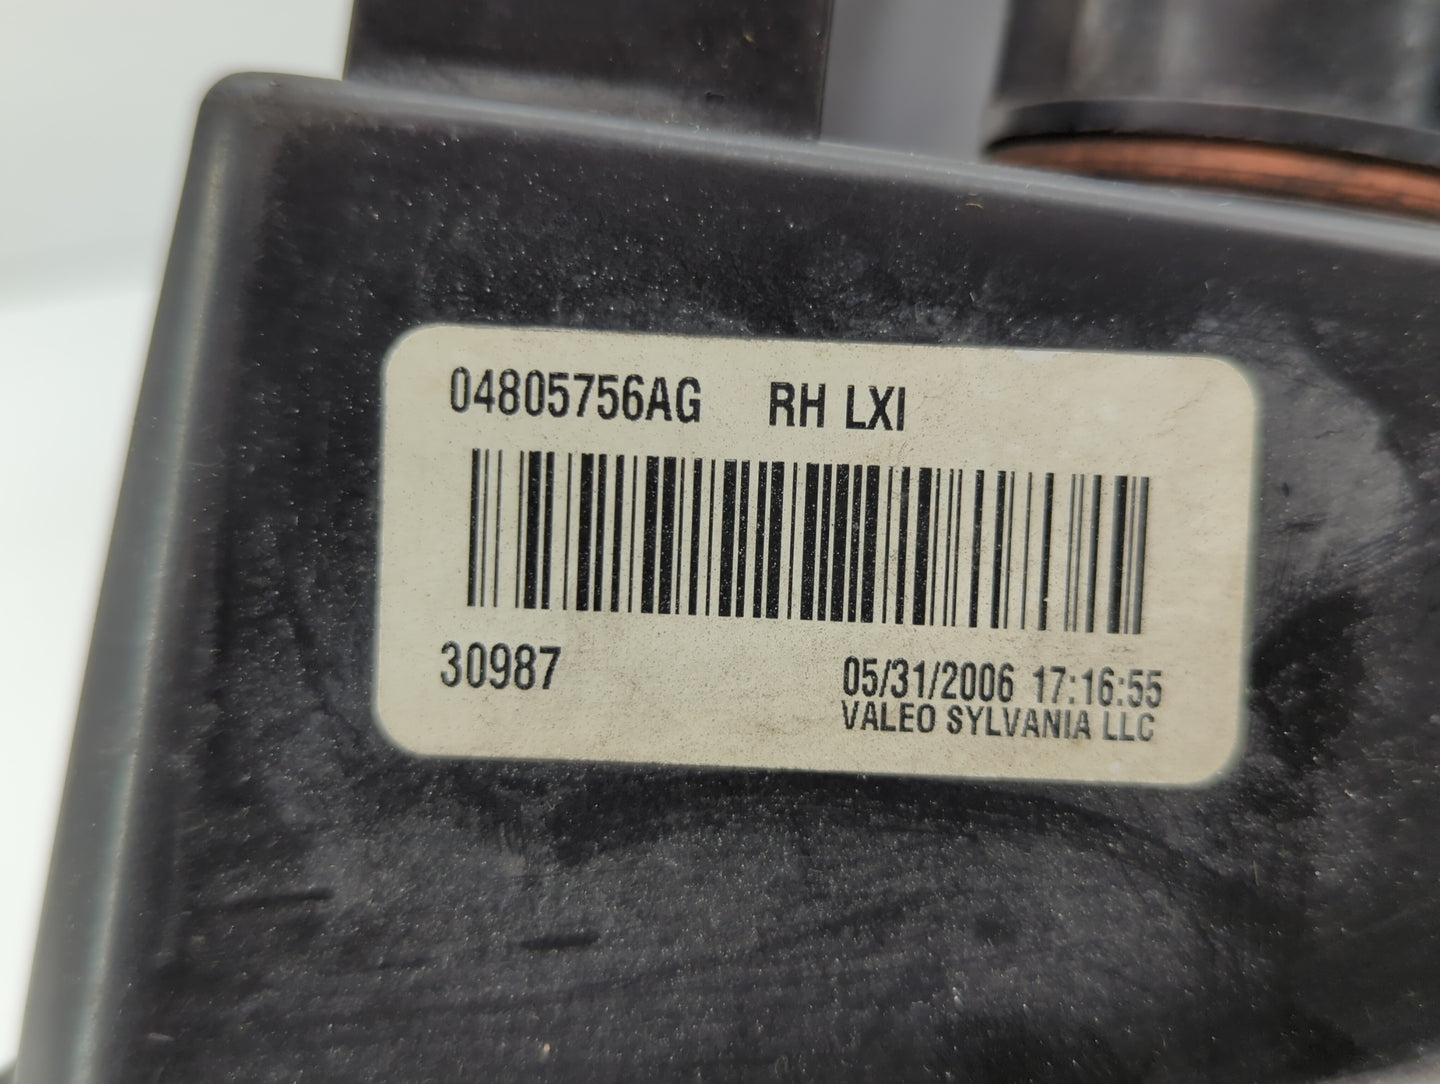 04805756AG RH LXI
30987
05/31/2006 17:16:55
VALEO SYLVANIA LLC